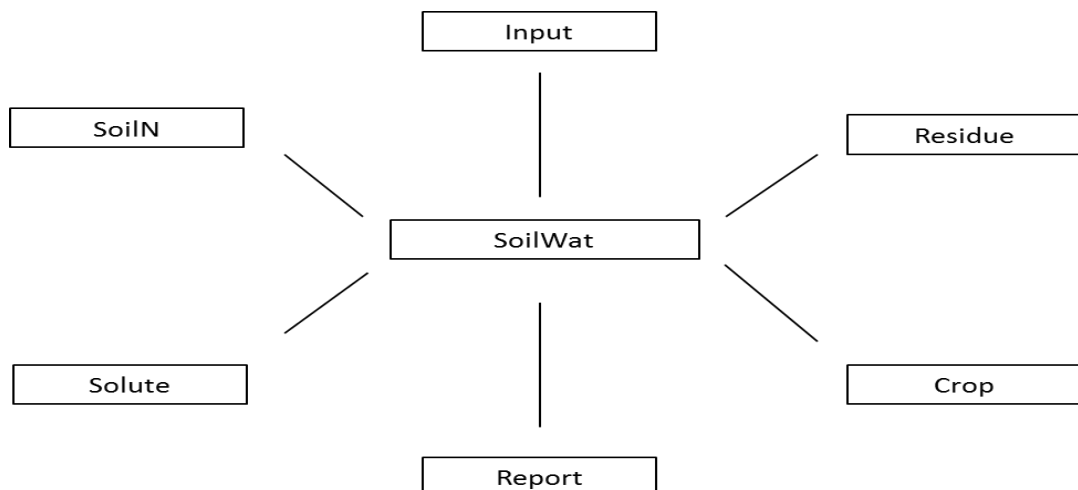 Input
SoilN
Residue
SoilWat
Solute
Crop
Report